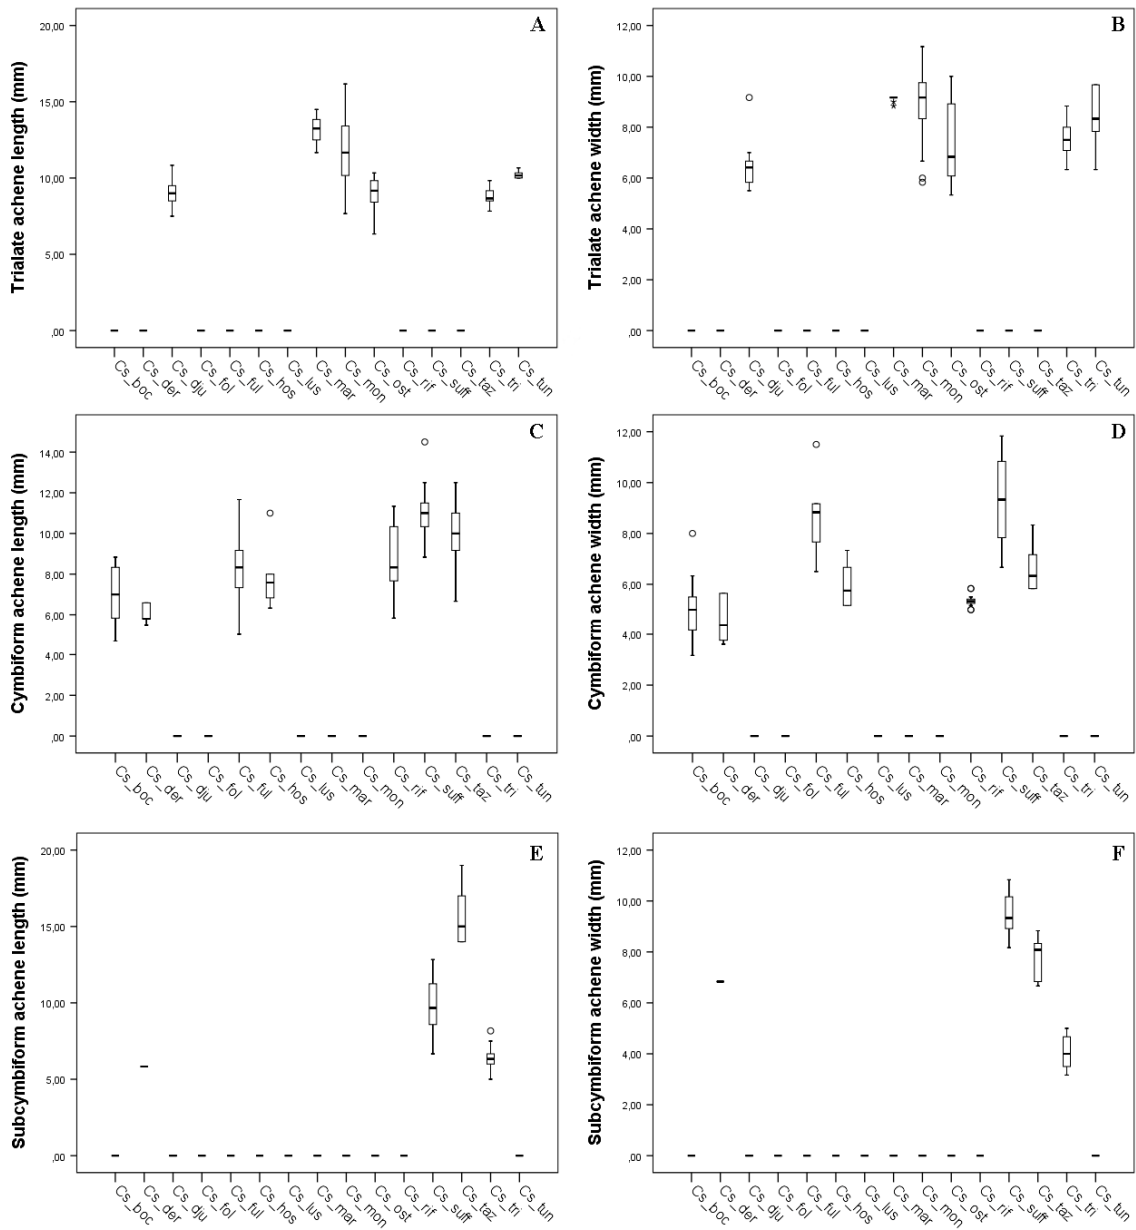 A
Trialate achene length (mm)
20,00
15,00
10,00
5,00
,00
Cs_boc
Cs_der
Cs_dju
Cs_fol
Cs_ful
Cs_hos
Cs_lus
Cs_mar
Cs_mon
Cs_ost
Cs_rif
Cs_suff
Cs_taz
Cs_tri
Cs_tun
B
Trialate achene width (mm)
12,00
10,00
8,00
6,00
4,00
2,00
,00
Cs_boc
Cs_der
Cs_dju
Cs_fol
Cs_ful
Cs_hos
Cs_lus
Cs_mar
Cs_mon
Cs_ost
Cs_rif
Cs_suff
Cs_taz
Cs_tri
Cs_tun
C
Cymbiform achene length (mm)
14,00
12,00
10,00
8,00
6,00
4,00
2,00
,00
Cs_boc
Cs_der
Cs_dju
Cs_fol
Cs_ful
Cs_hos
Cs_lus
Cs_mar
Cs_mon
Cs_rif
Cs_suff
Cs_taz
Cs_tri
Cs_tun
D
Cymbiform achene width (mm)
12,00
10,00
8,00
6,00
4,00
2,00
,00
Cs_boc
Cs_der
Cs_dju
Cs_fol
Cs_ful
Cs_hos
Cs_lus
Cs_mar
Cs_mon
Cs_rif
Cs_suff
Cs_taz
Cs_tri
Cs_tun
E
Subcymbiform achene length (mm)
20,00
15,00
10,00
5,00
,00
Cs_boc
Cs_der
Cs_dju
Cs_fol
Cs_ful
Cs_hos
Cs_lus
Cs_mar
Cs_mon
Cs_ost
Cs_rif
Cs_suff
Cs_taz
Cs_tri
Cs_tun
F
Subcymbiform achene width (mm)
12,00
10,00
8,00
6,00
4,00
2,00
,00
Cs_boc
Cs_der
Cs_dju
Cs_fol
Cs_ful
Cs_hos
Cs_lus
Cs_mar
Cs_mon
Cs_ost
Cs_rif
Cs_suff
Cs_taz
Cs_tri
Cs_tun